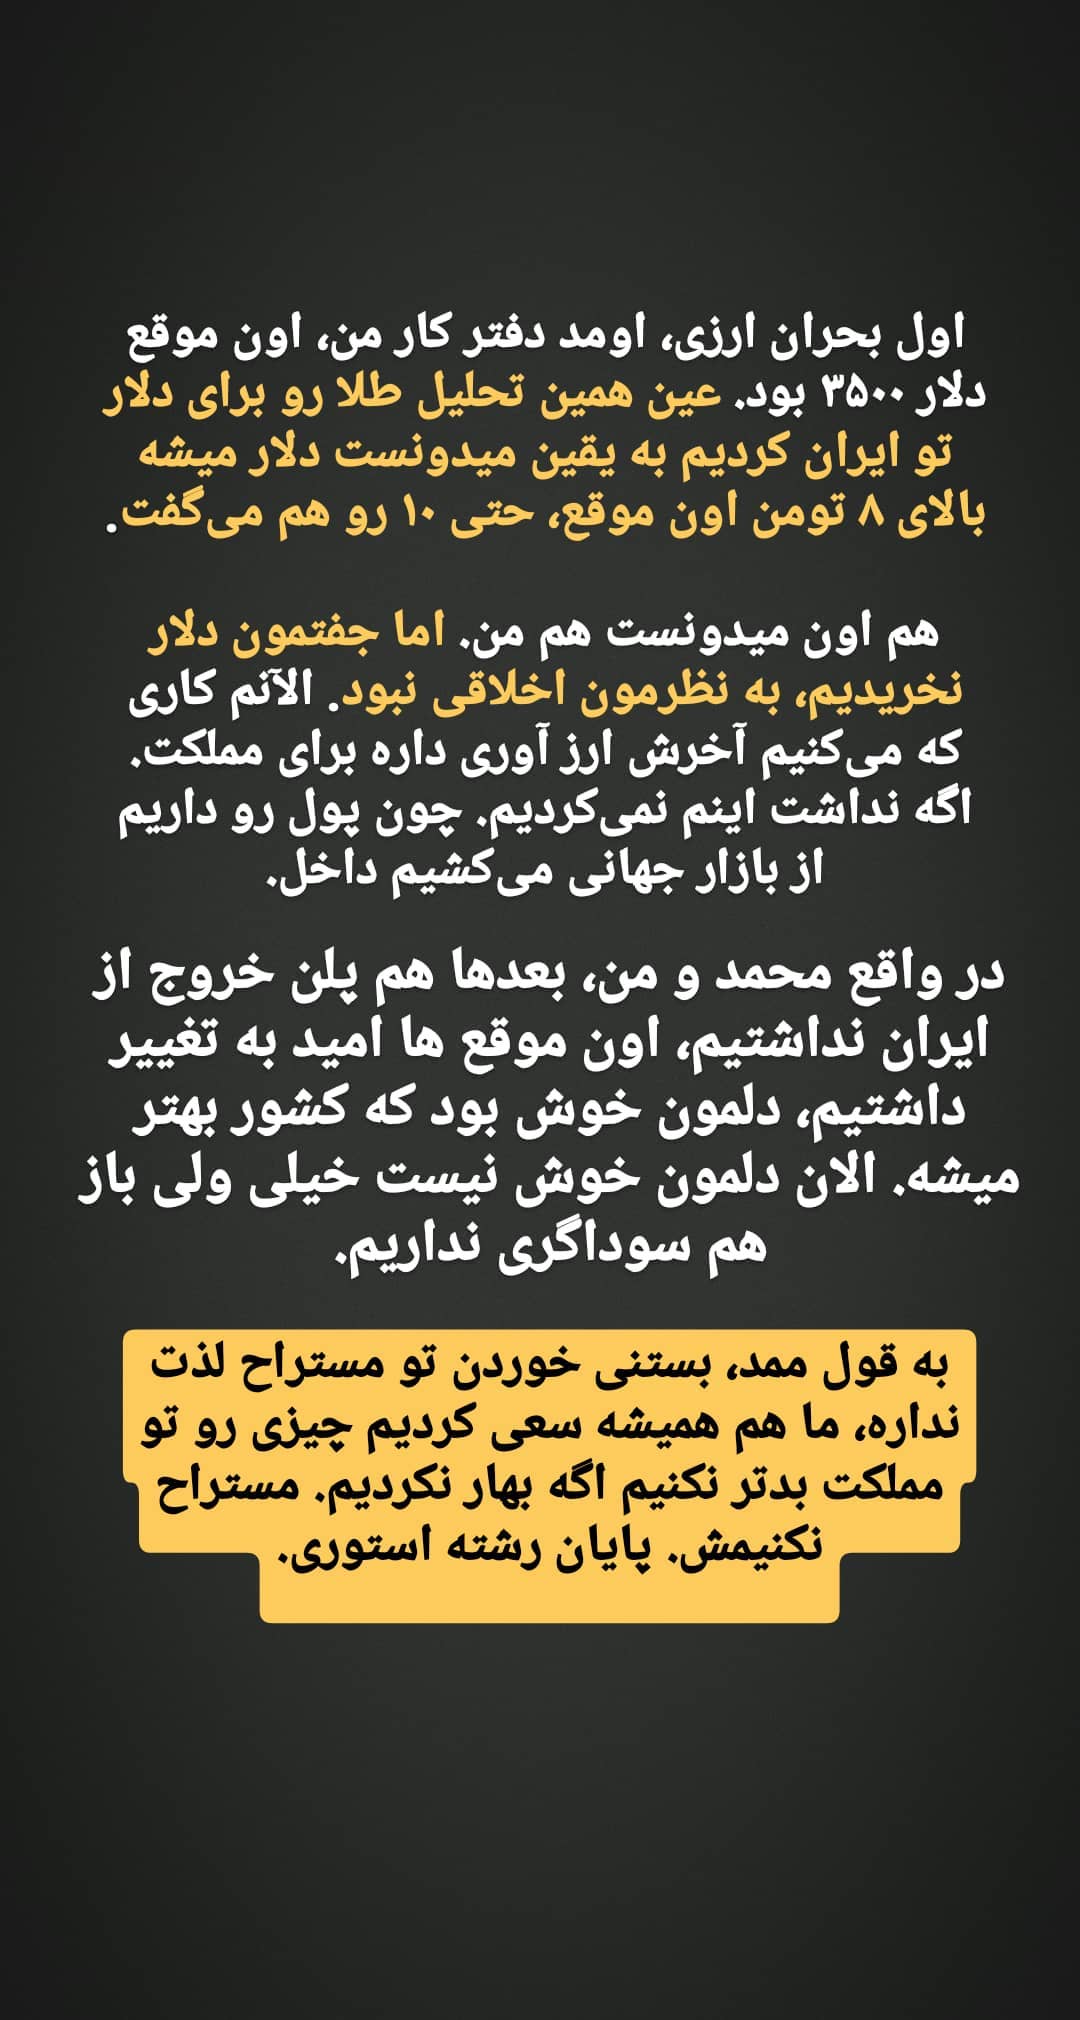 اول بحران ارزی، اومد دفتر کار من، اون موقع
دلار ۳۵۰۰ بود. عین همین تحلیل طلا رو برای دلار
تو ایران کردیم به یقین میدونست دلار میشه
بالای ۸ تومن اون موقع، حتی ۱۰ رو هم می‌گفت.
هم اون میدونست هم من. اما جفتمون دلار
نخریدیم، به نظرمون اخلاقی نبود. الآنم کاری
که می‌کنیم آخرش ارز آوری داره برای مملکت.
اگه نداشت اینم نمی‌کردیم. چون پول رو داریم
از بازار جهانی می‌کشیم داخل.
در واقع محمد و من، بعدها هم پلن خروج از
ایران نداشتیم، اون موقع ها امید به تغییر
داشتیم، دلمون خوش بود که کشور بهتر
میشه. الان دلمون خوش نیست خیلی ولی باز
هم سوداگری نداریم.
به قول ممد، بستنی خوردن تو مستراح لذت
نداره، ما هم همیشه سعی کردیم چیزی رو تو
مملکت بدتر نکنیم اگه بهار نکردیم. مستراح
نکنیمش. پایان رشته استوری.